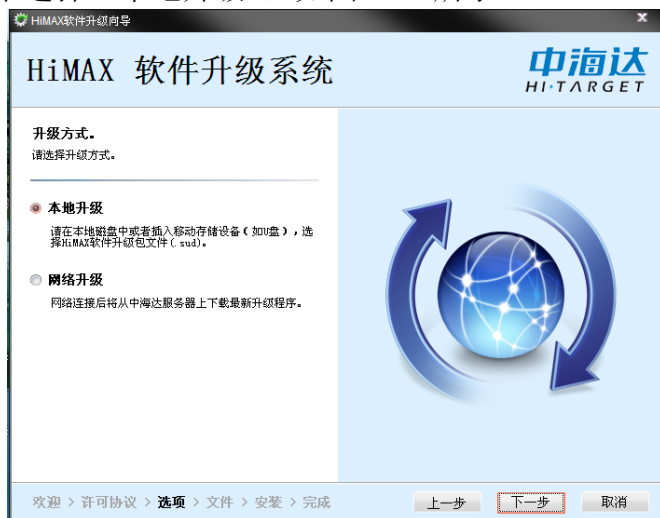 HiMAX软件升级向导
x
HiMAX 软件升级系统
中海达
HI·TARGET
升级方式。
请选择升级方式。
本地升级
请在本地磁盘中或者插入移动存储设备（如U盘），选
择HiMAX软件升级包文件(.sud)。
网络升级
网络连接后将从中海达服务器上下载最新升级程序。
欢迎 > 许可协议 > 选项 > 文件 > 安装 > 完成
上一步 下一步 取消